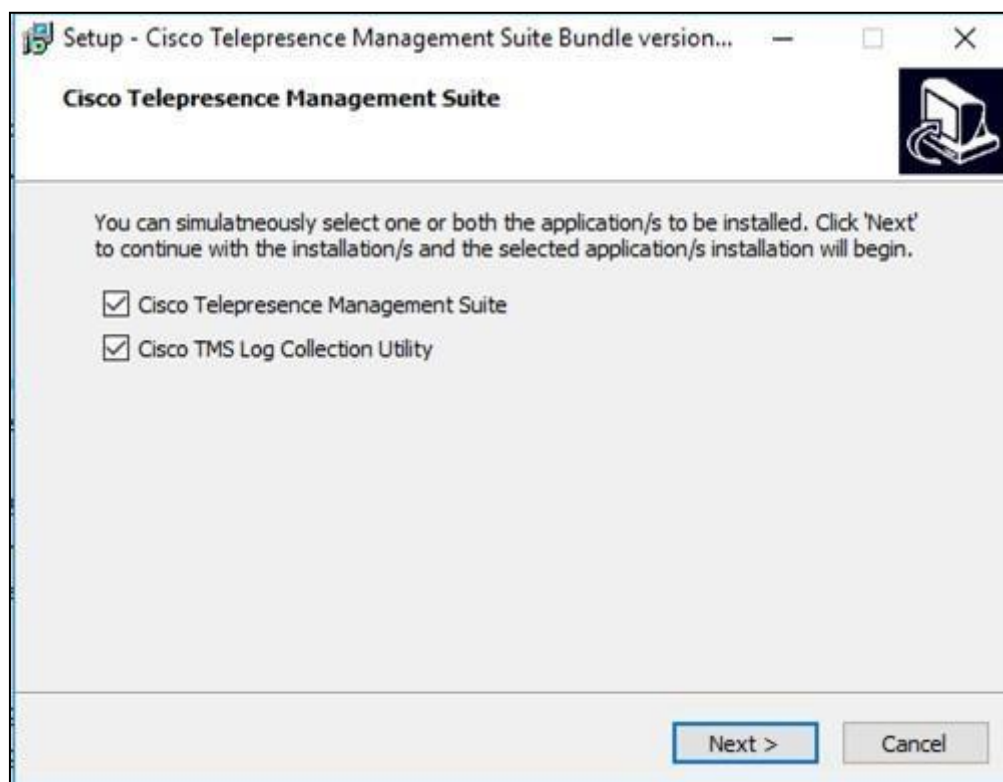 Setup - Cisco Telepresence Management Suite Bundle version...
Cisco Telepresence Management Suite
You can simulatneously select one or both the application/s to be installed. Click 'Next'
to continue with the installation/s and the selected application/s installation will begin.
Cisco Telepresence Management Suite
Cisco TMS Log Collection Utility
Next >
Cancel